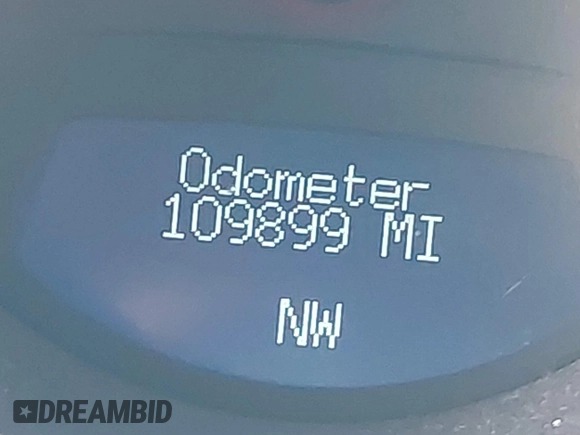 Odometer
109899 MI
NW
DREAMBID